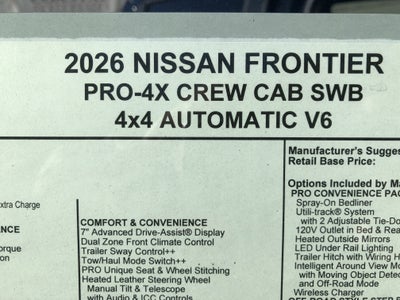 2026 NISSAN FRONTIER
PRO-4X CREW CAB SWB
4x4 AUTOMATIC V6
Extra Charge
COMFORT & CONVENIENCE
7" Advanced Drive-Assist® Display
Dual Zone Front Climate Control
Trailer Sway Control++
Tow/Haul Mode Switch++
PRO Unique Seat & Wheel Stitching
Heated Leather Steering Wheel
Manual Tilt & Telescope
with Audio & ICC Controls
Manufacturer's Sugges
Retail Base Price:
Options Included by Ma
PRO CONVENIENCE PAC
Spray-On Bedliner
Utili-track® System
with 2 Adjustable Tie-Do
120V Outlet in Bed & Rea
Heated Outside Mirrors
LED Under Rail Lighting
Trailer Hitch with Wiring H
Intelligent Around View Mo
with Moving Object Detec
and Off-Road Mode
Wireless Charger